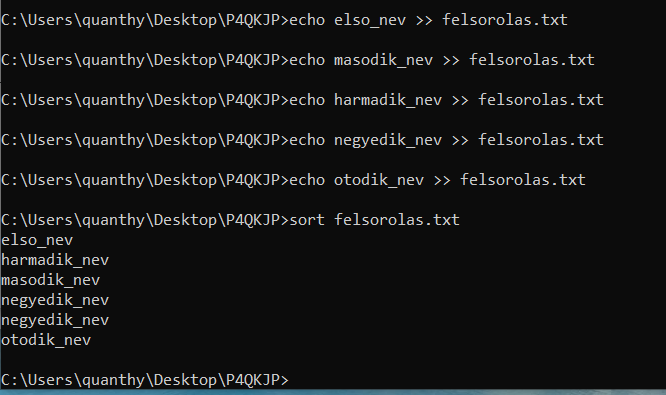 C:\Users\quanthy\Desktop\P4QKJP>echo elso_nev >> felsorolas.txt
C:\Users\quanthy\Desktop\P4QKJP>echo masodik_nev >> felsorolas.txt
C:\Users\quanthy\Desktop\P4QKJP>echo harmadik_nev >> felsorolas.txt
C:\Users\quanthy\Desktop\P4QKJP>echo negyedik_nev >> felsorolas.txt
C:\Users\quanthy\Desktop\P4QKJP>echo otodik_nev >> felsorolas.txt
C:\Users\quanthy\Desktop\P4QKJP>sort felsorolas.txt
elso_nev
harmadik_nev
masodik_nev
negyedik_nev
negyedik_nev
otodik_nev
C:\Users\quanthy\Desktop\P4QKJP>